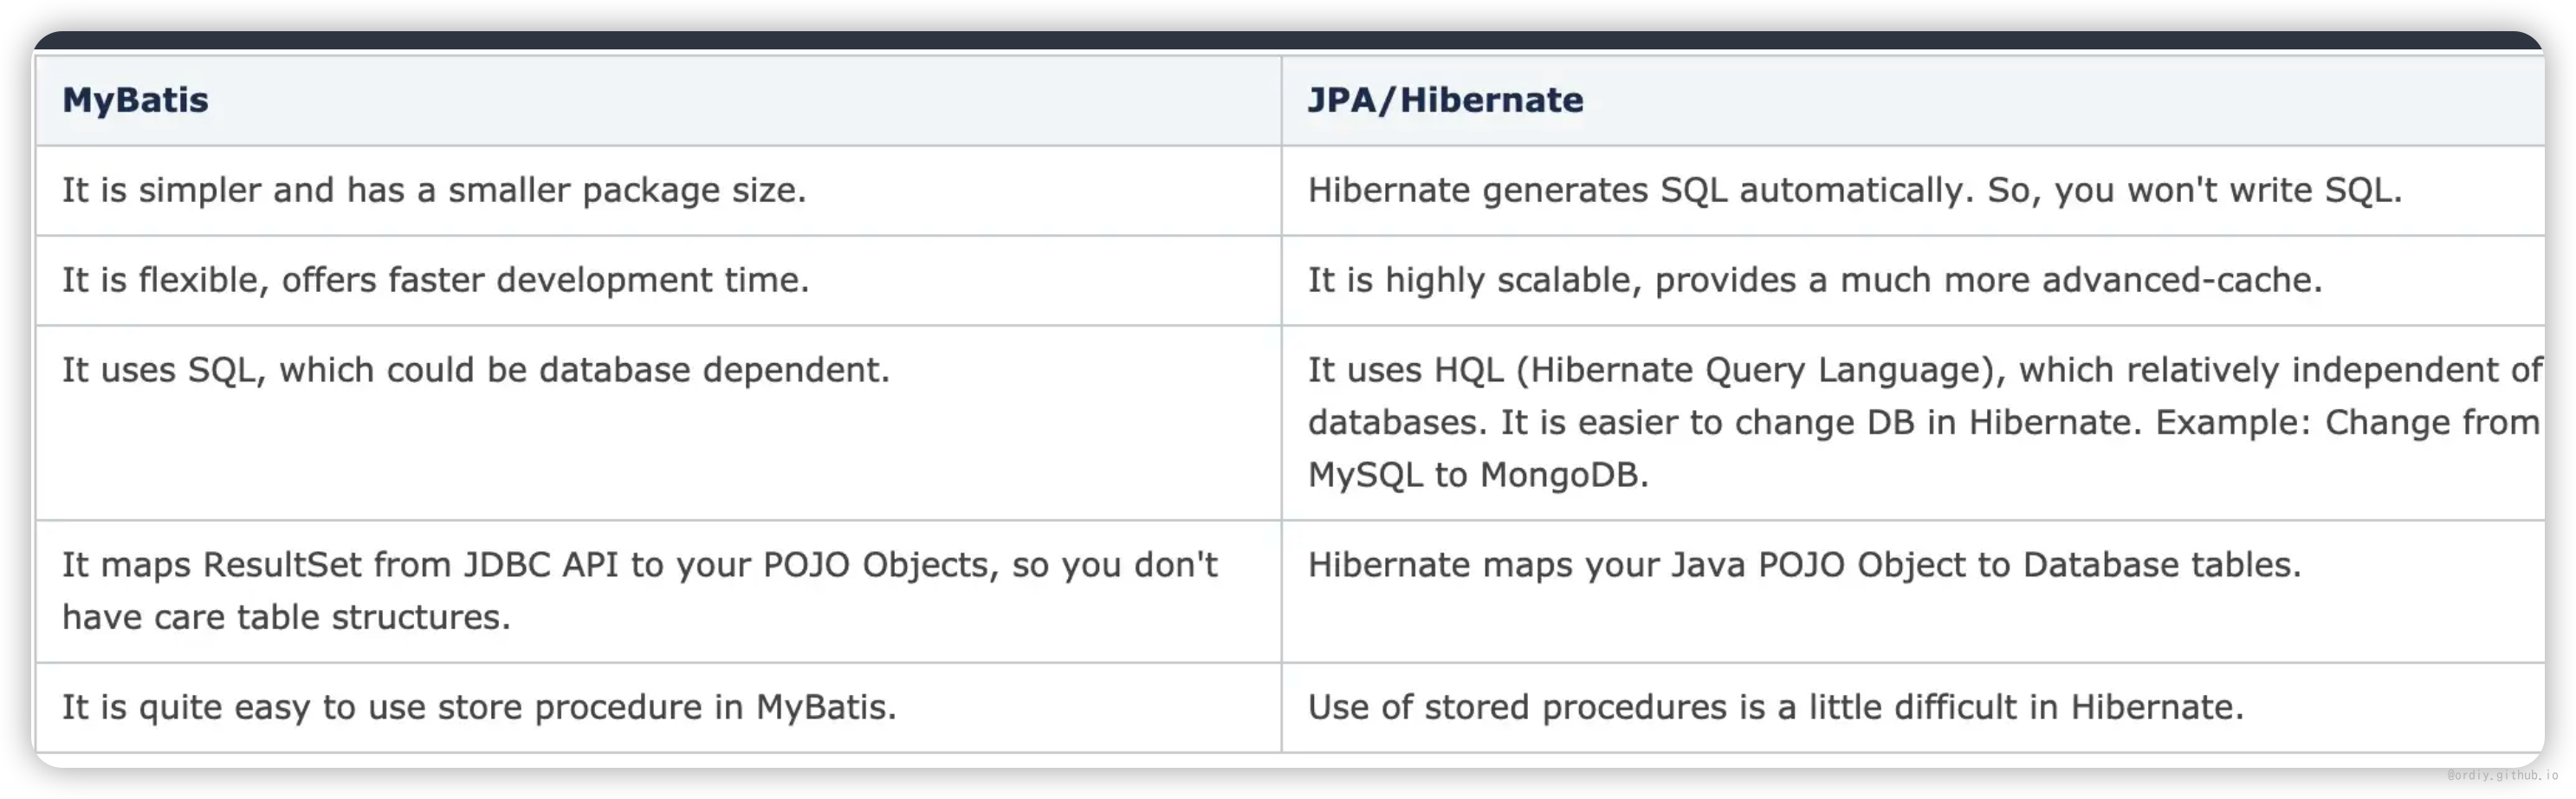 MyBatis
JPA/Hibernate
It is simpler and has a smaller package size.
Hibernate generates SQL automatically. So, you won't write SQL.
It is flexible, offers faster development time.
It is highly scalable, provides a much more advanced-cache.
It uses SQL, which could be database dependent.
It uses HQL (Hibernate Query Language), which relatively independent of
databases. It is easier to change DB in Hibernate. Example: Change from
MySQL to MongoDB.
It maps ResultSet from JDBC API to your POJO Objects, so you don't
have care table structures.
Hibernate maps your Java POJO Object to Database tables.
It is quite easy to use store procedure in MyBatis.
Use of stored procedures is a little difficult in Hibernate.
@ordiy.github.io